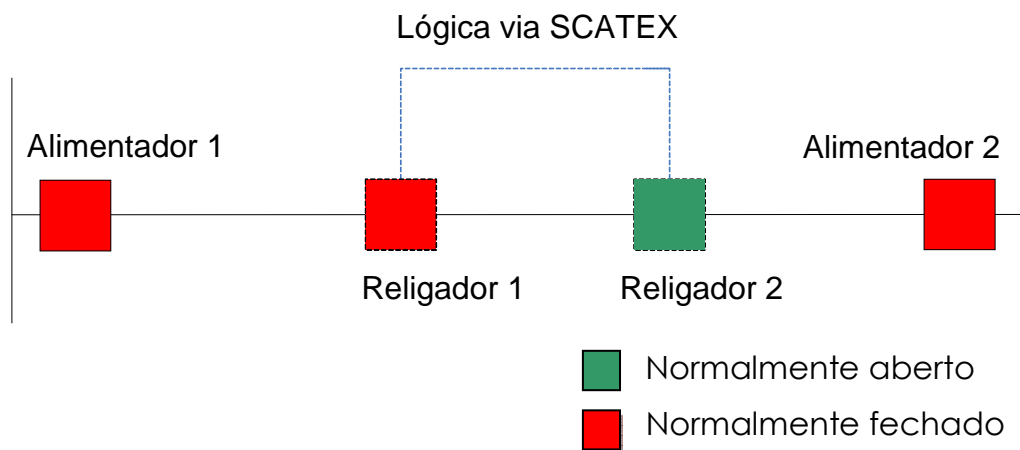 Lógica via SCATEX
Alimentador 1
Alimentador 2
Religador 1
Religador 2
Normalmente aberto
Normalmente fechado